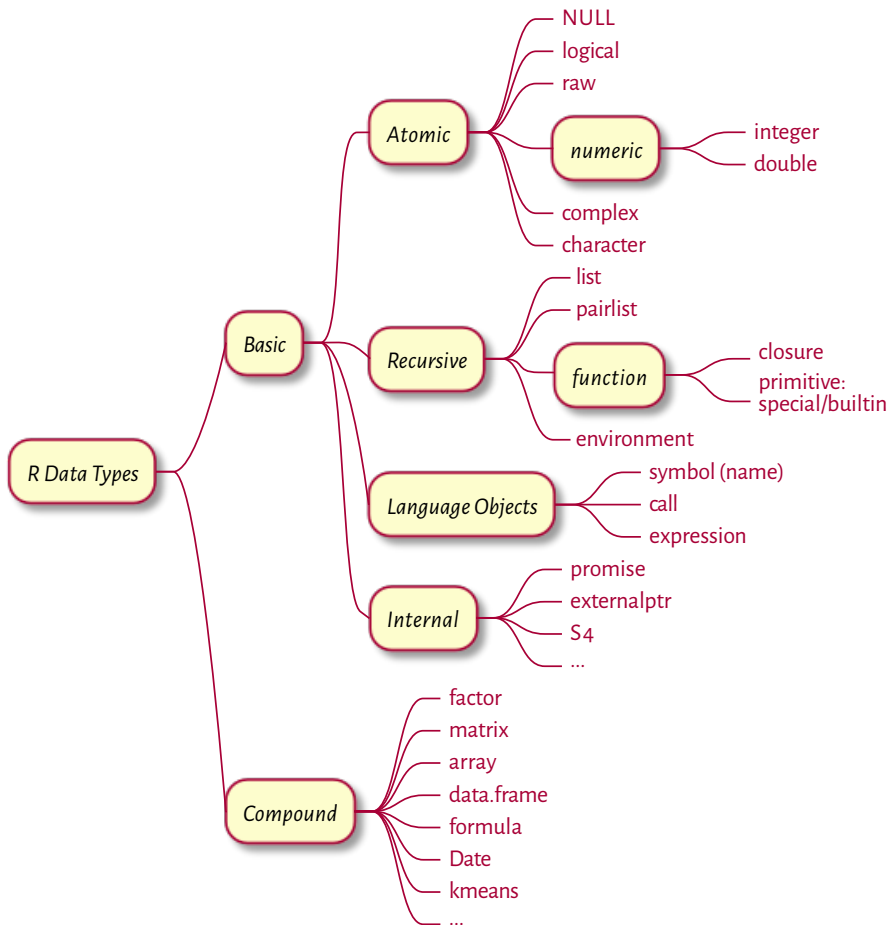 NULL
logical
raw
Atomic
numeric
integer
double
complex
character
list
pairlist
Basic
Recursive
function
closure
primitive:
special/builtin
environment
R Data Types
Language Objects
symbol (name)
call
expression
Internal
promise
externalptr
S4
...
Compound
factor
matrix
array
data.frame
formula
Date
kmeans
...